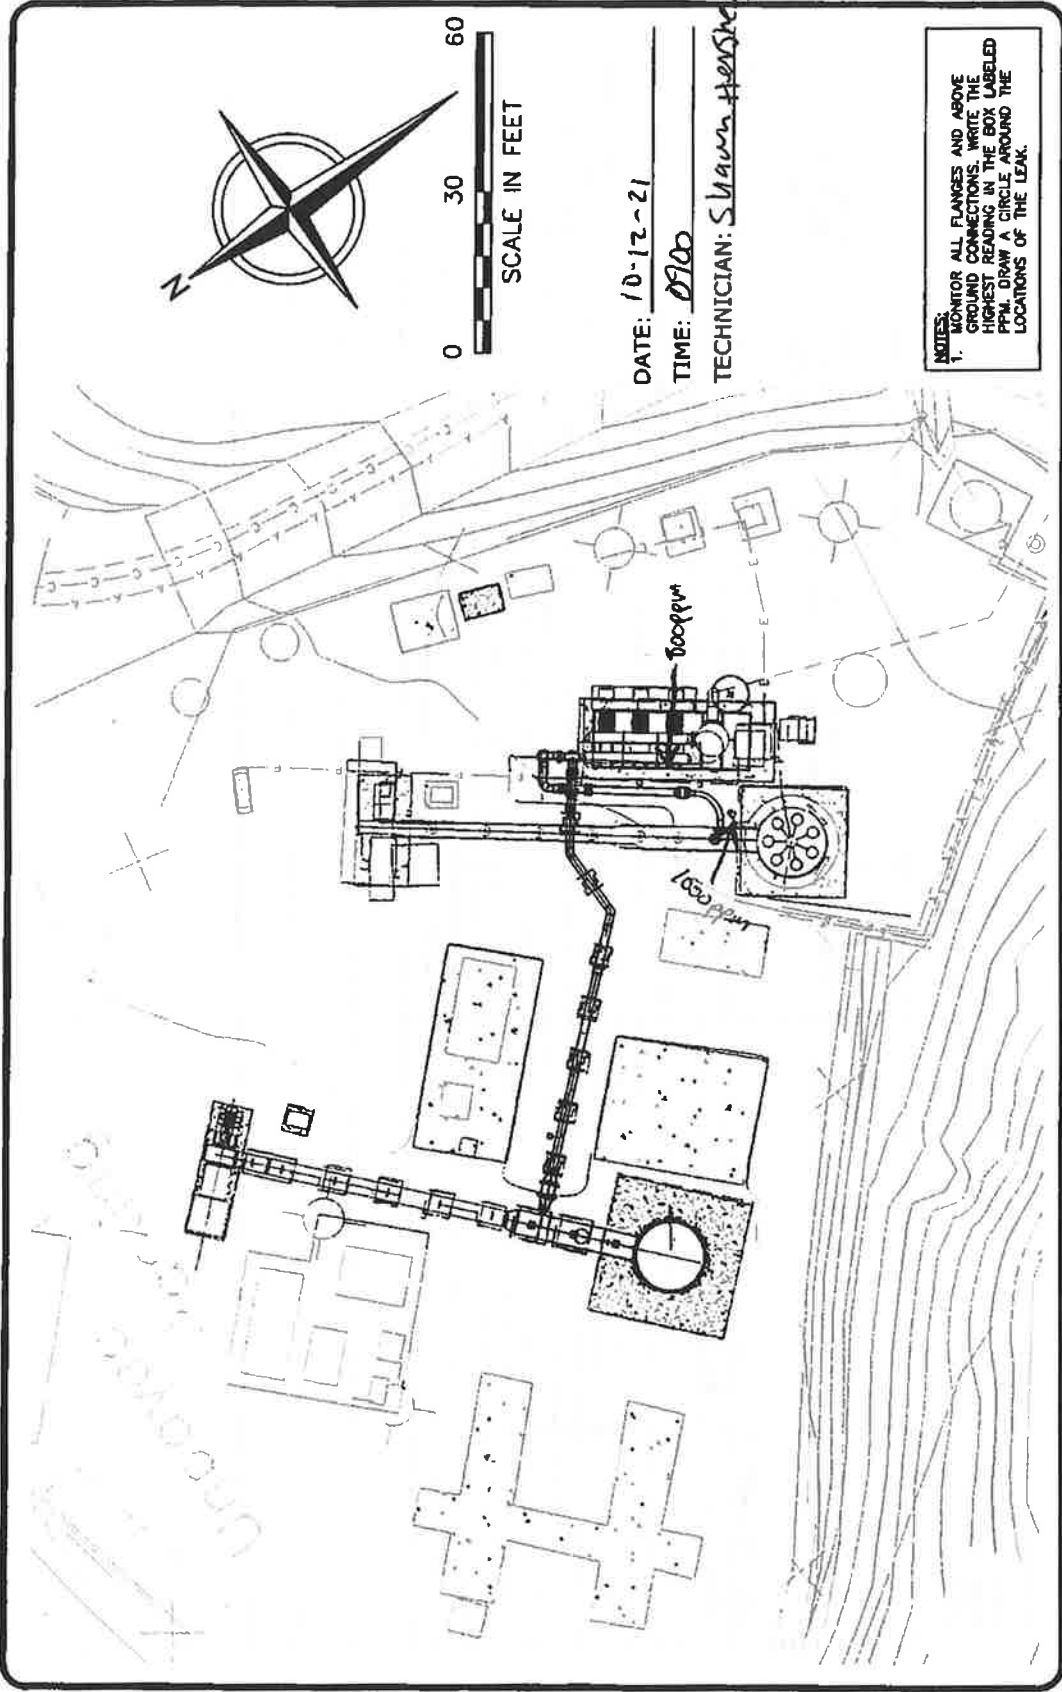 N
0 30 60
SCALE IN FEET
DATE: 10-12-21
TIME: 0900
TECHNICIAN: Shawn
NOTES:
1. MONITOR ALL FLANGES AND ABOVE
GROUND CONNECTIONS. WRITE THE
HIGHEST READING IN THE BOX LABELED
PPM. DRAW A CIRCLE AROUND THE
LOCATIONS OF THE LEAK.
800ppm